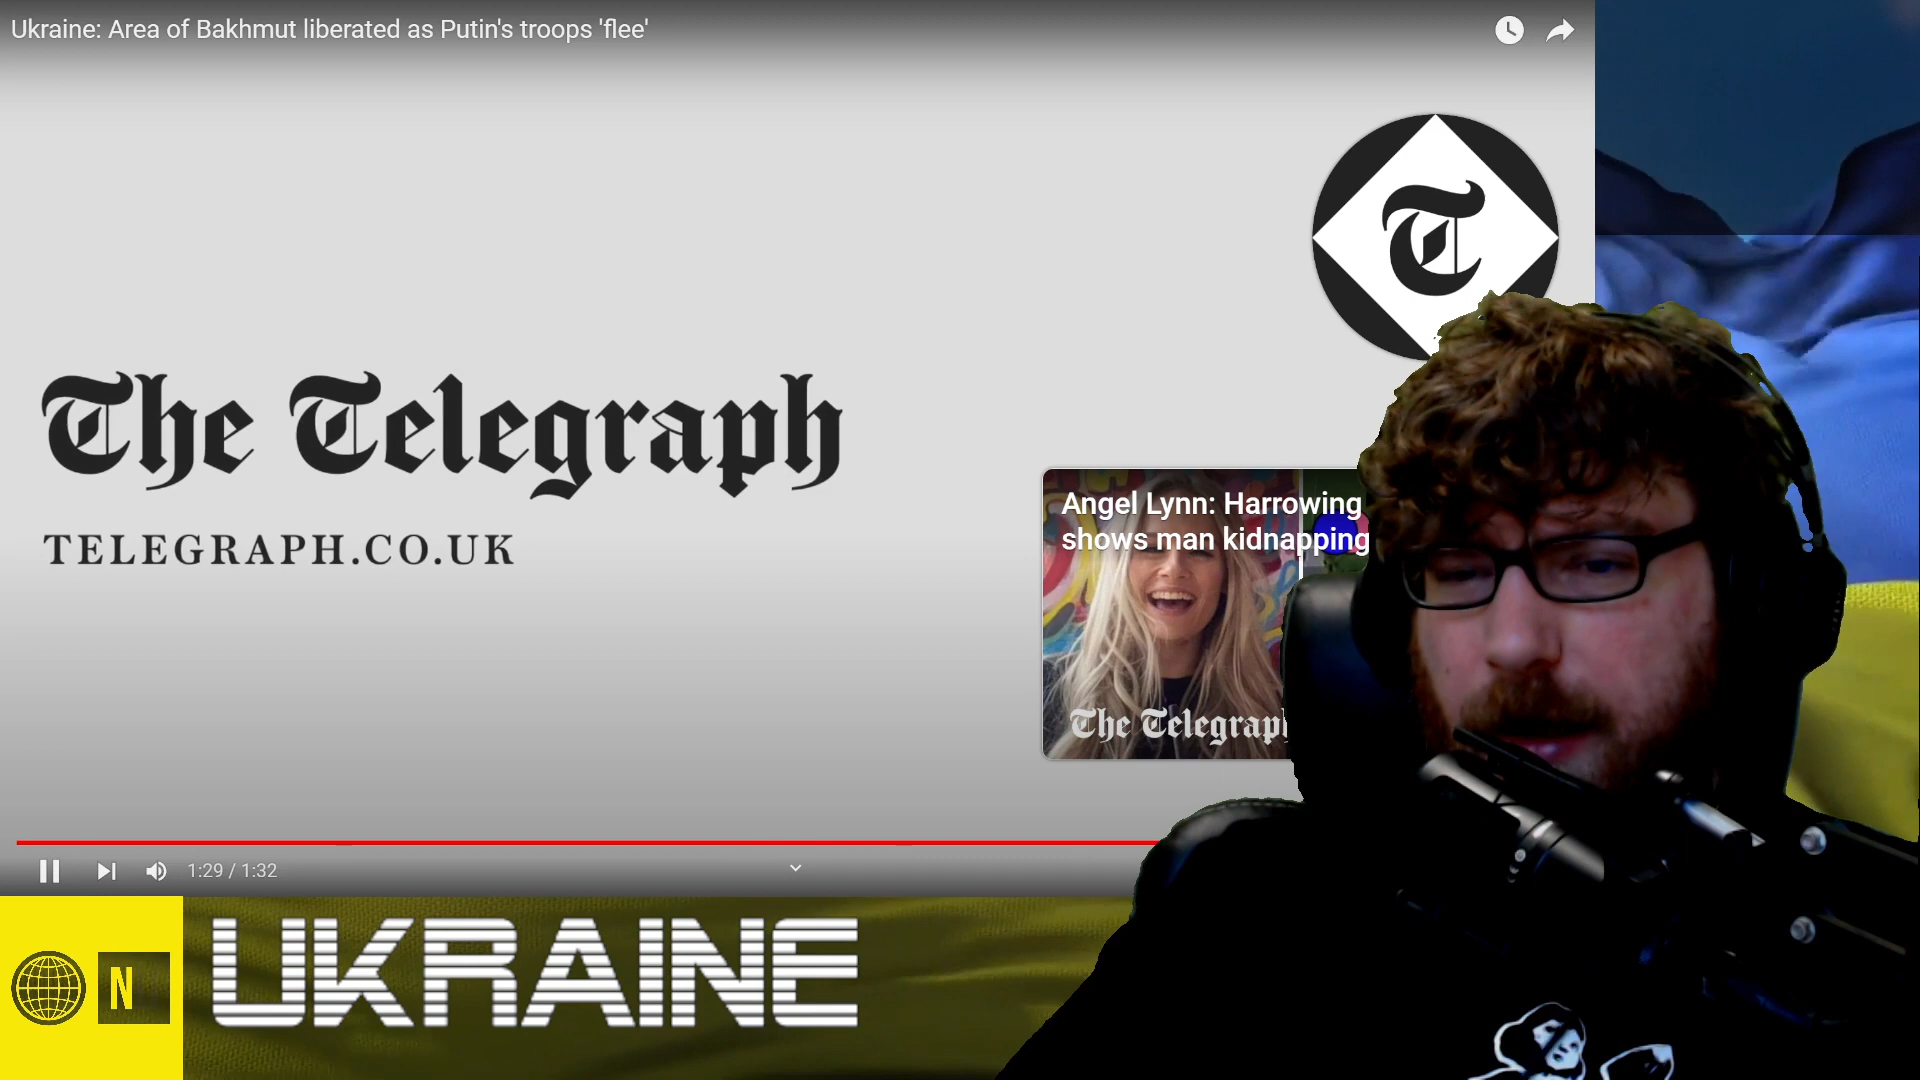 Ukraine: Area of Bakhmut liberated as Putin's troops 'flee'
T
The Telegraph
TELEGRAPH.CO.UK
Angel Lynn: Harrowing
shows man kidnapping
The Telegraph
1:29 / 1:32
N
UKRAINE